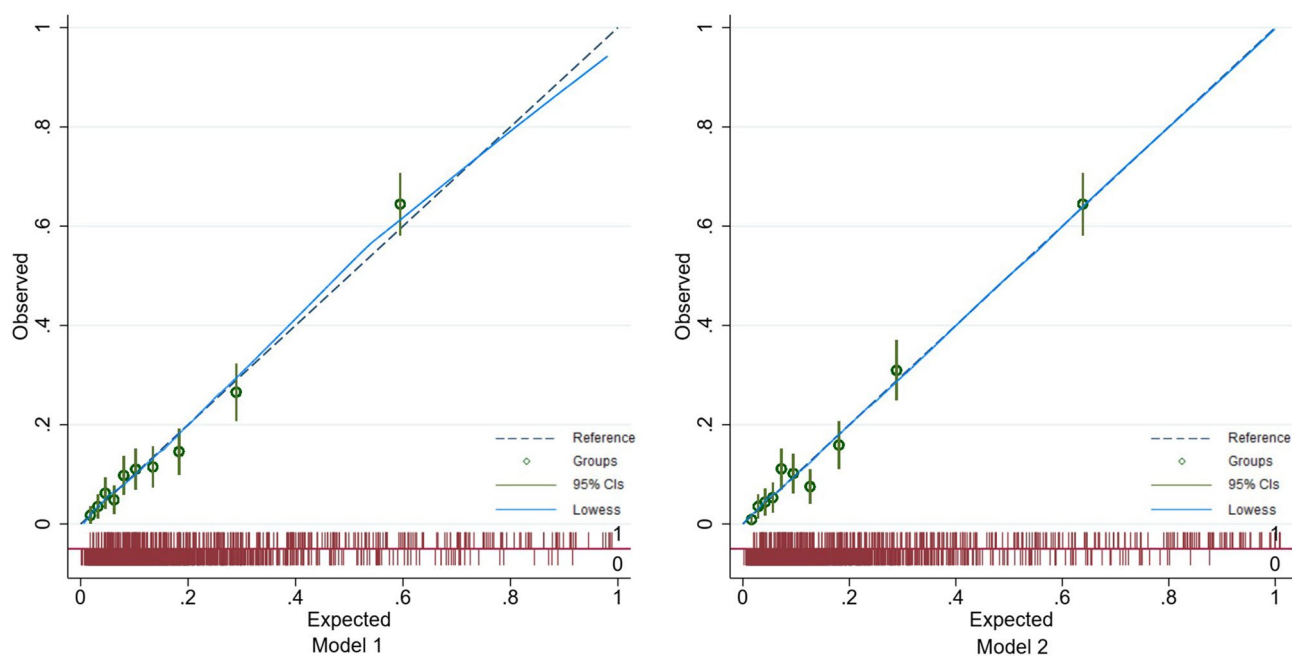 1
.8
.6
.4
.2
0
Observed
Reference
Groups
95% CIs
Lowess
1
0
0
.2
.4
.6
.8
1
Expected
Model 1
1
.8
.6
.4
.2
0
Observed
Reference
Groups
95% CIs
Lowess
1
0
0
.2
.4
.6
.8
1
Expected
Model 2